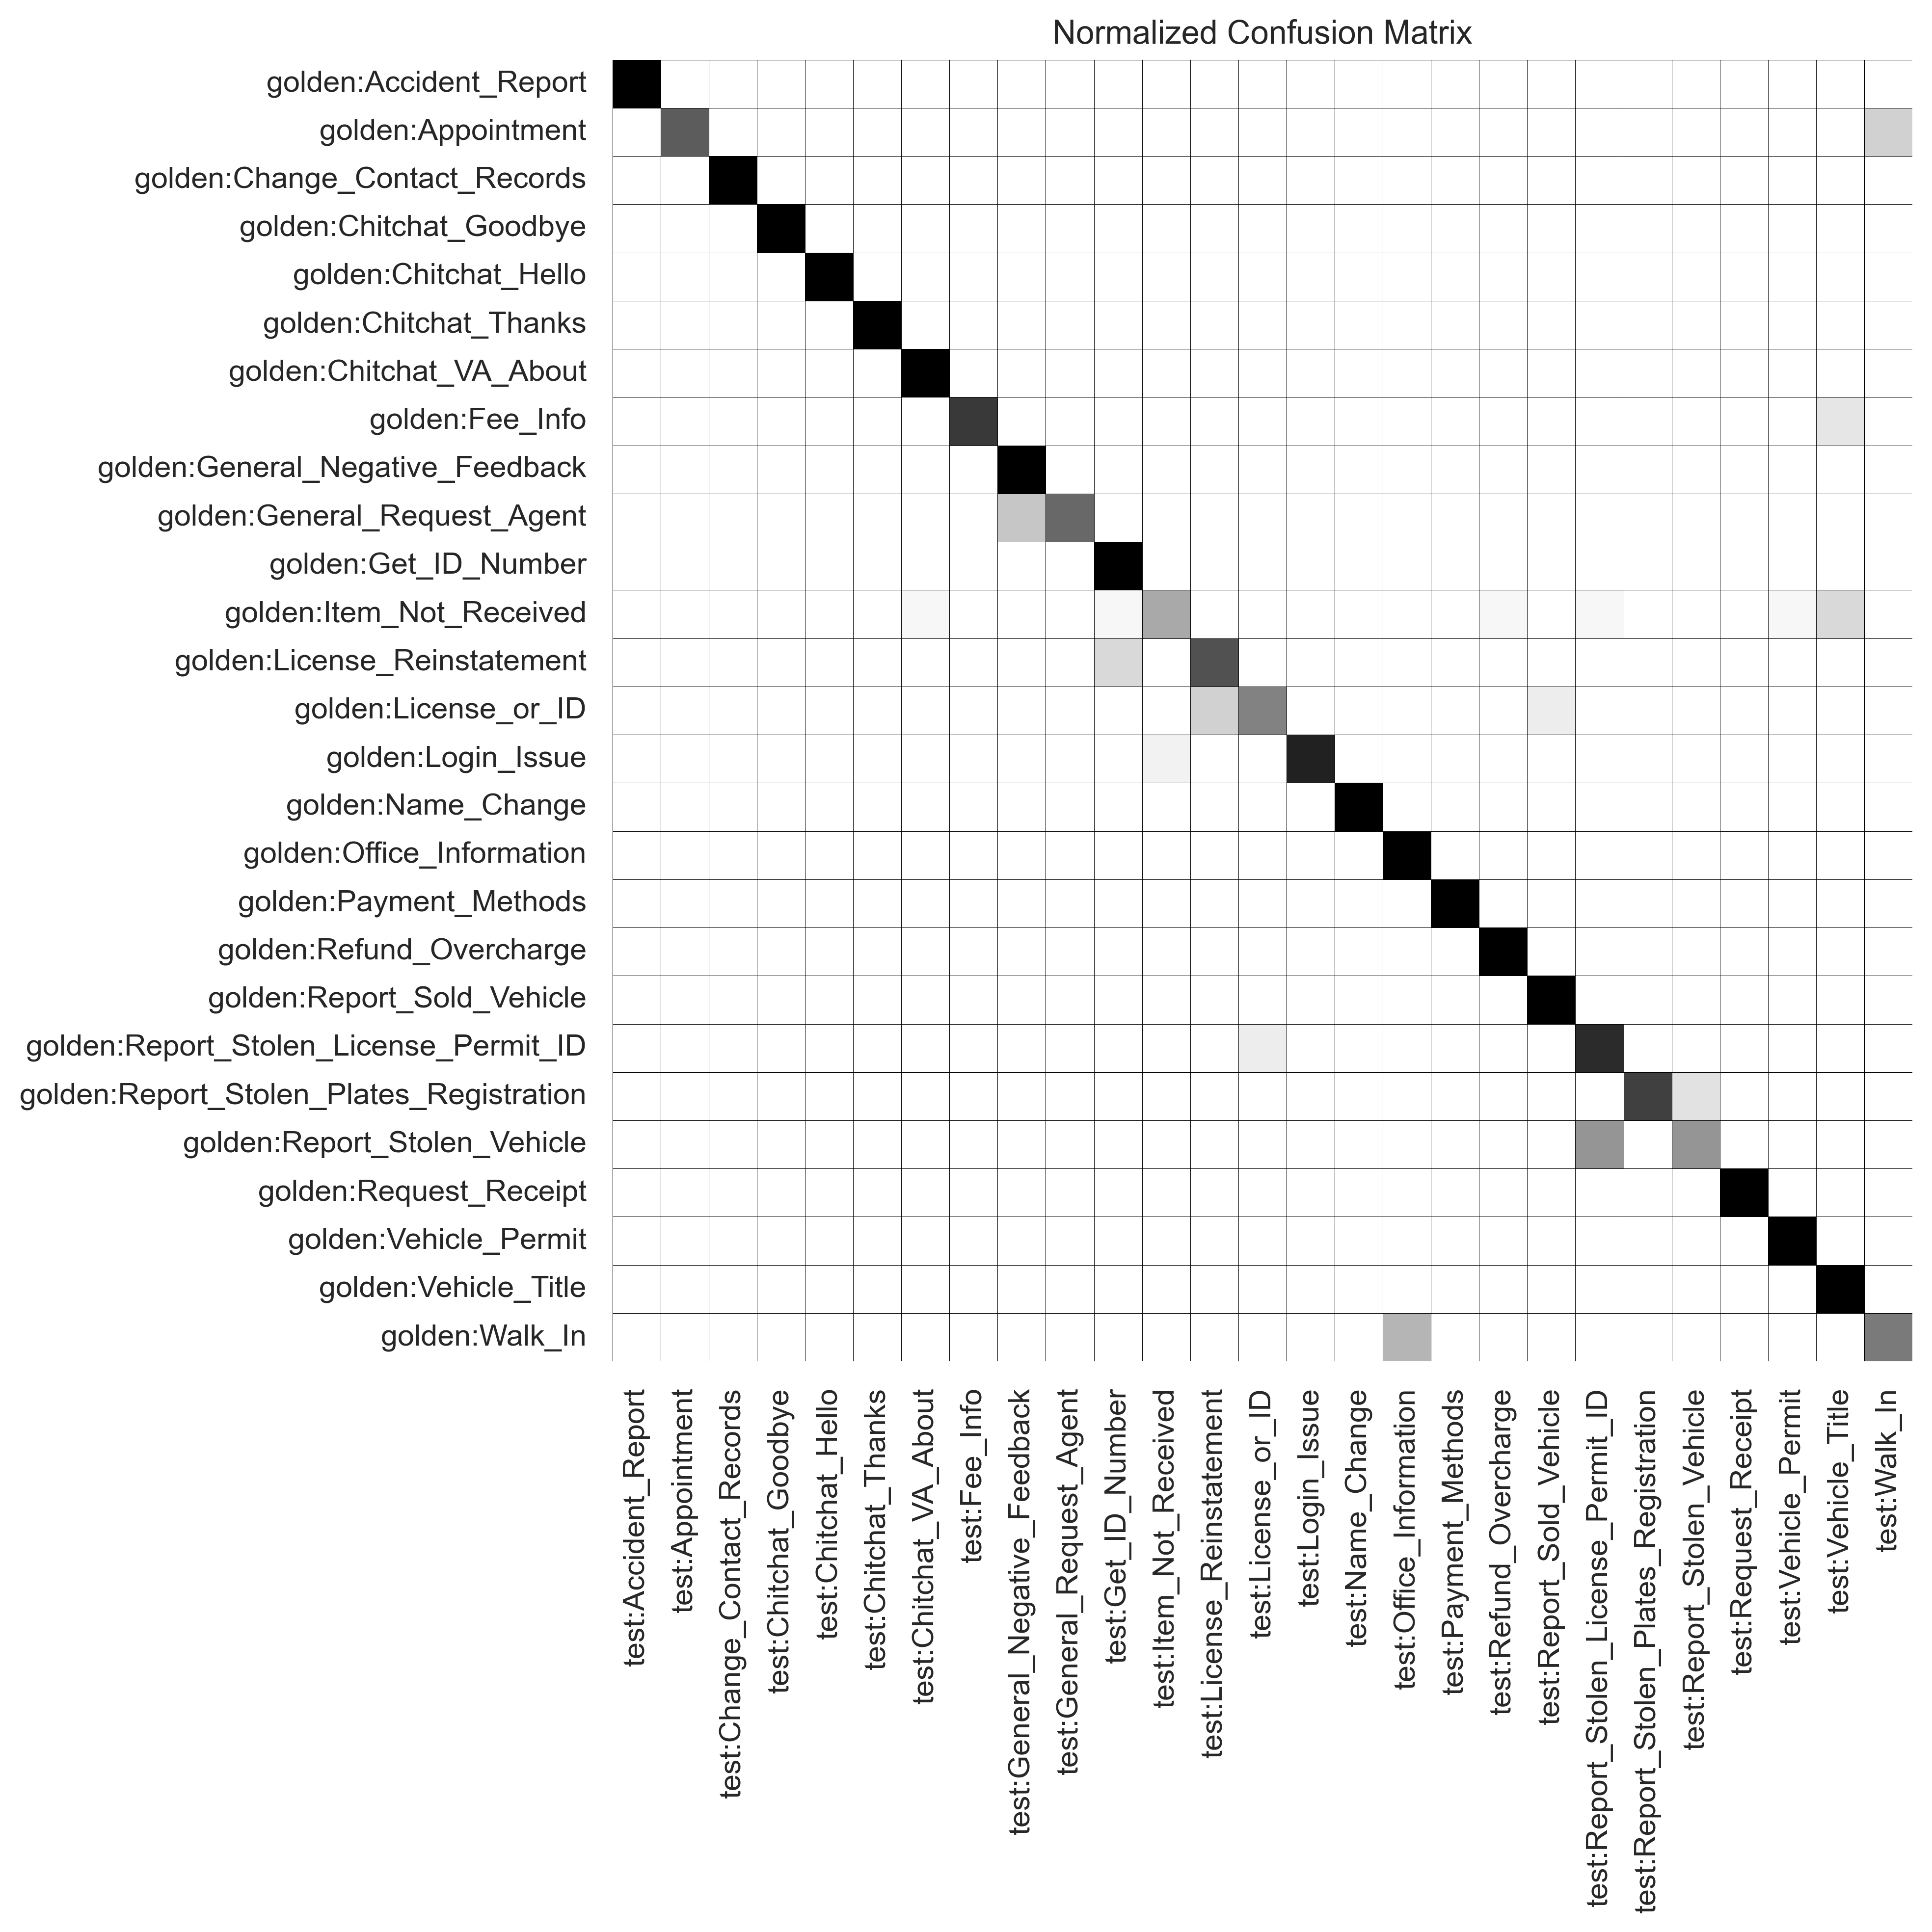 Normalized Confusion Matrix
golden:Accident_Report
golden:Appointment
golden:Change_Contact_Records
golden:Chitchat_Goodbye
golden:Chitchat_Hello
golden:Chitchat_Thanks
golden:Chitchat_VA_About
golden:Fee_Info
golden:General_Negative_Feedback
golden:General_Request_Agent
golden:Get_ID_Number
golden:Item_Not_Received
golden:License_Reinstatement
golden:License_or_ID
golden:Login_Issue
golden:Name_Change
golden:Office_Information
golden:Payment_Methods
golden:Refund_Overcharge
golden:Report_Sold_Vehicle
golden:Report_Stolen_License_Permit_ID
golden:Report_Stolen_Plates_Registration
golden:Report_Stolen_Vehicle
golden:Request_Receipt
golden:Vehicle_Permit
golden:Vehicle_Title
golden:Walk_In
test:Accident_Report
test:Appointment
test:Change_Contact_Records
test:Chitchat_Goodbye
test:Chitchat_Hello
test:Chitchat_Thanks
test:Chitchat_VA_About
test:Fee_Info
test:General_Negative_Feedback
test:General_Request_Agent
test:Get_ID_Number
test:Item_Not_Received
test:License_Reinstatement
test:License_or_ID
test:Login_Issue
test:Name_Change
test:Office_Information
test:Payment_Methods
test:Refund_Overcharge
test:Report_Sold_Vehicle
test:Report_Stolen_License_Permit_ID
test:Report_Stolen_Plates_Registration
test:Report_Stolen_Vehicle
test:Request_Receipt
test:Vehicle_Permit
test:Vehicle_Title
test:Walk_In